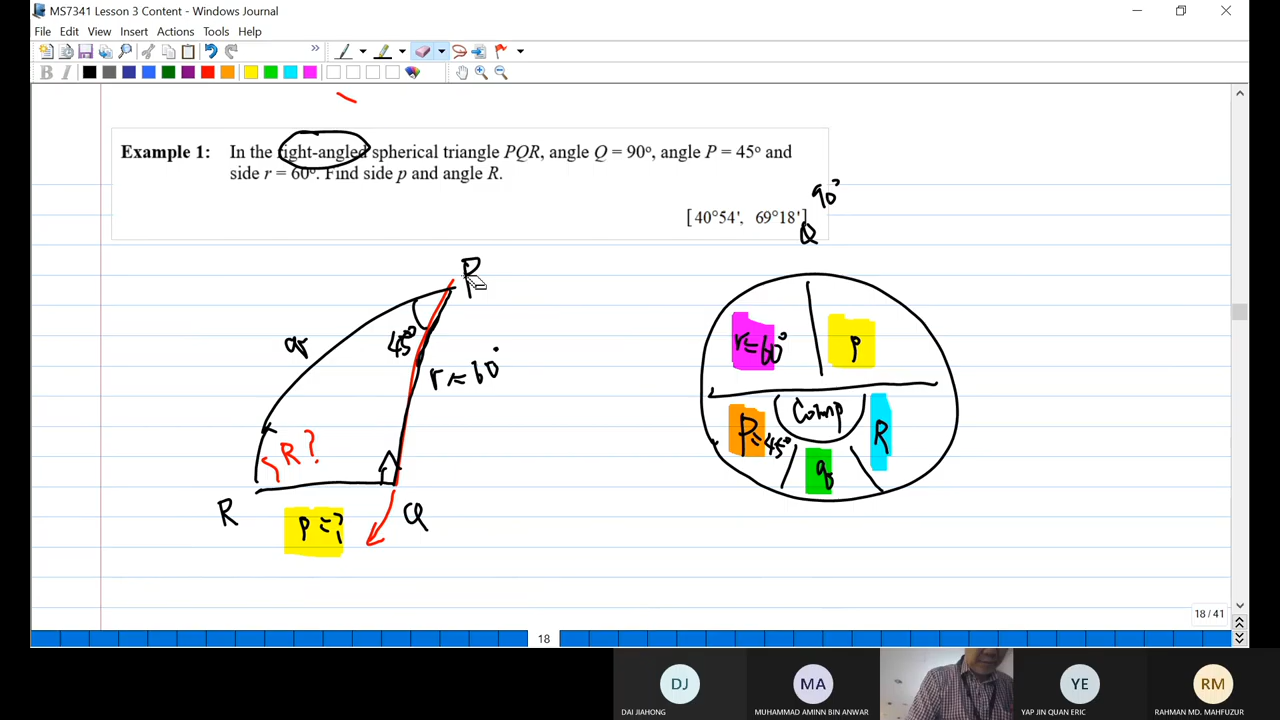 MS7341 Lesson 3 Content - Windows Journal
File Edit View Insert Actions Tools Help
B I
Example 1: In the right-angled spherical triangle PQR, angle Q = 90°, angle P = 45° and
side r = 60°. Find side p and angle R.
[40°54', 69°18']
90°
Q
P
45°
q
r = 60°
R?
R
Q
p = ?
r = 60°
p
Comp
P = 45°
R
q
18 / 41
18
DJ
DAI JIAHONG
MA
MUHAMMAD AMINN BIN ANWAR
YE
YAP JIN QUAN ERIC
RM
RAHMAN MD. MAHFUZUR